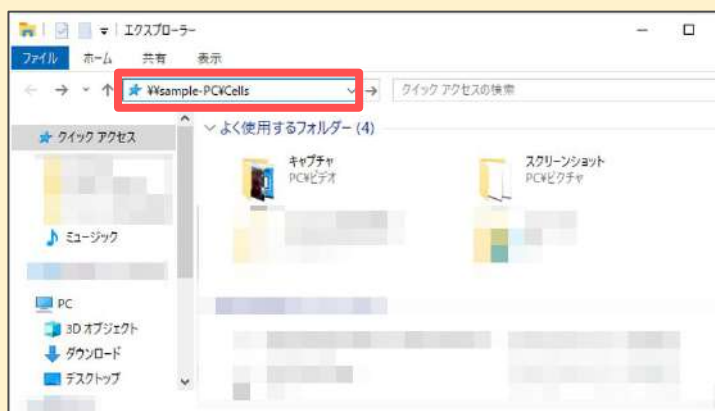 エクスプローラー
ファイル ホーム 共有 表示
¥¥sample-PC¥Cells クイック アクセスの検索
クイック アクセス
よく使用するフォルダー (4)
キャプチャ
PC¥ビデオ
スクリーンショット
PC¥ピクチャ
ミュージック
PC
3D オブジェクト
ダウンロード
デスクトップ